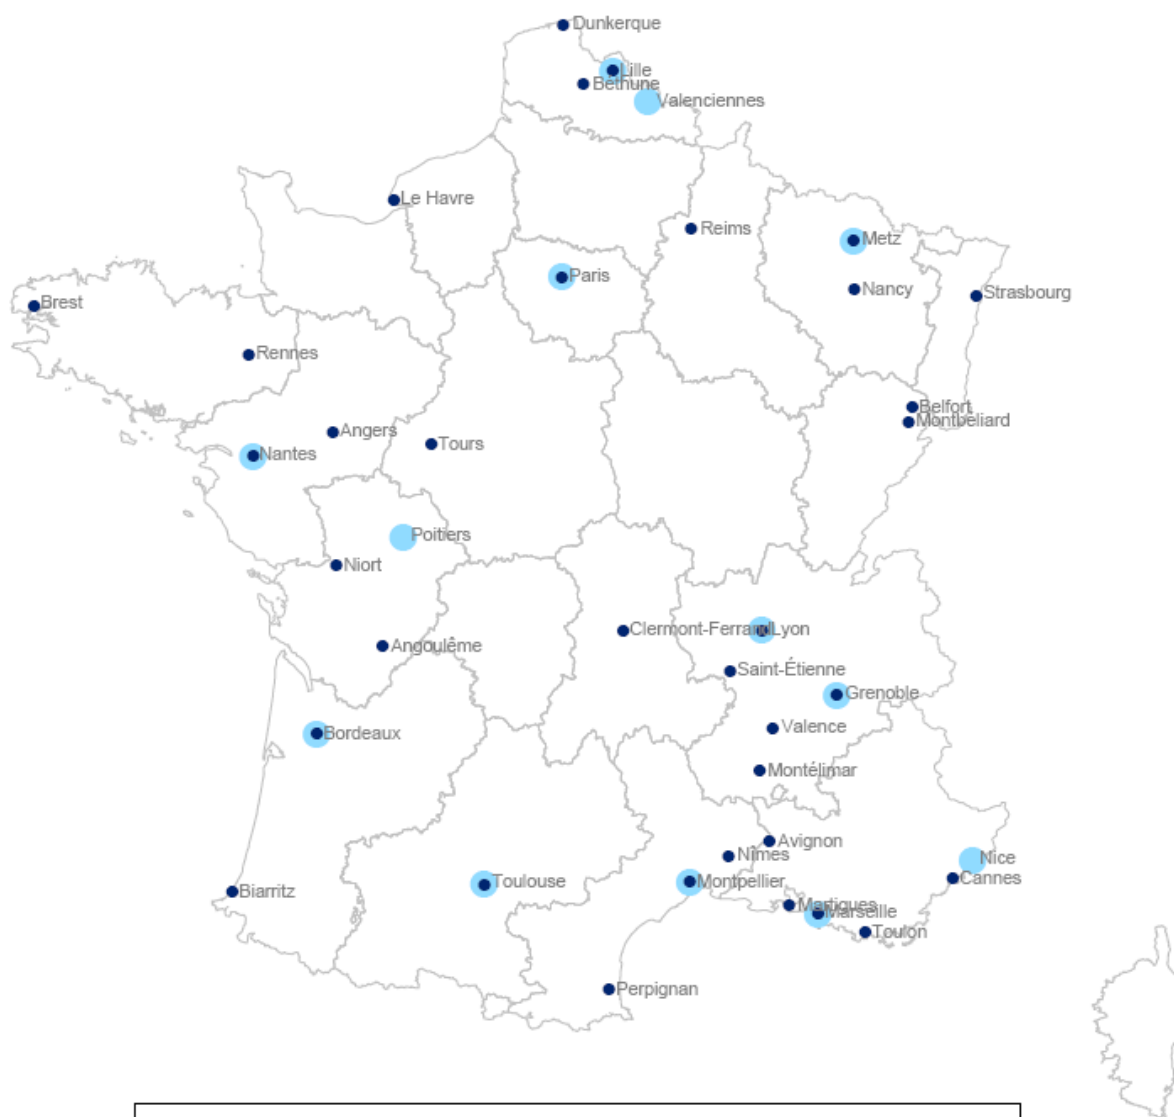 Dunkerque
Lille
Béthune
Valenciennes
Le Havre
Reims
Metz
Paris
Nancy
Strasbourg
Brest
Rennes
Belfort
Montbéliard
Angers
Tours
Nantes
Poitiers
Niort
Clermont-Ferrand
Lyon
Angoulême
Saint-Étienne
Grenoble
Valence
Bordeaux
Montélimar
Avignon
Nîmes
Nice
Cannes
Toulouse
Montpellier
Biarritz
Martigues
Marseille
Toulon
Perpignan